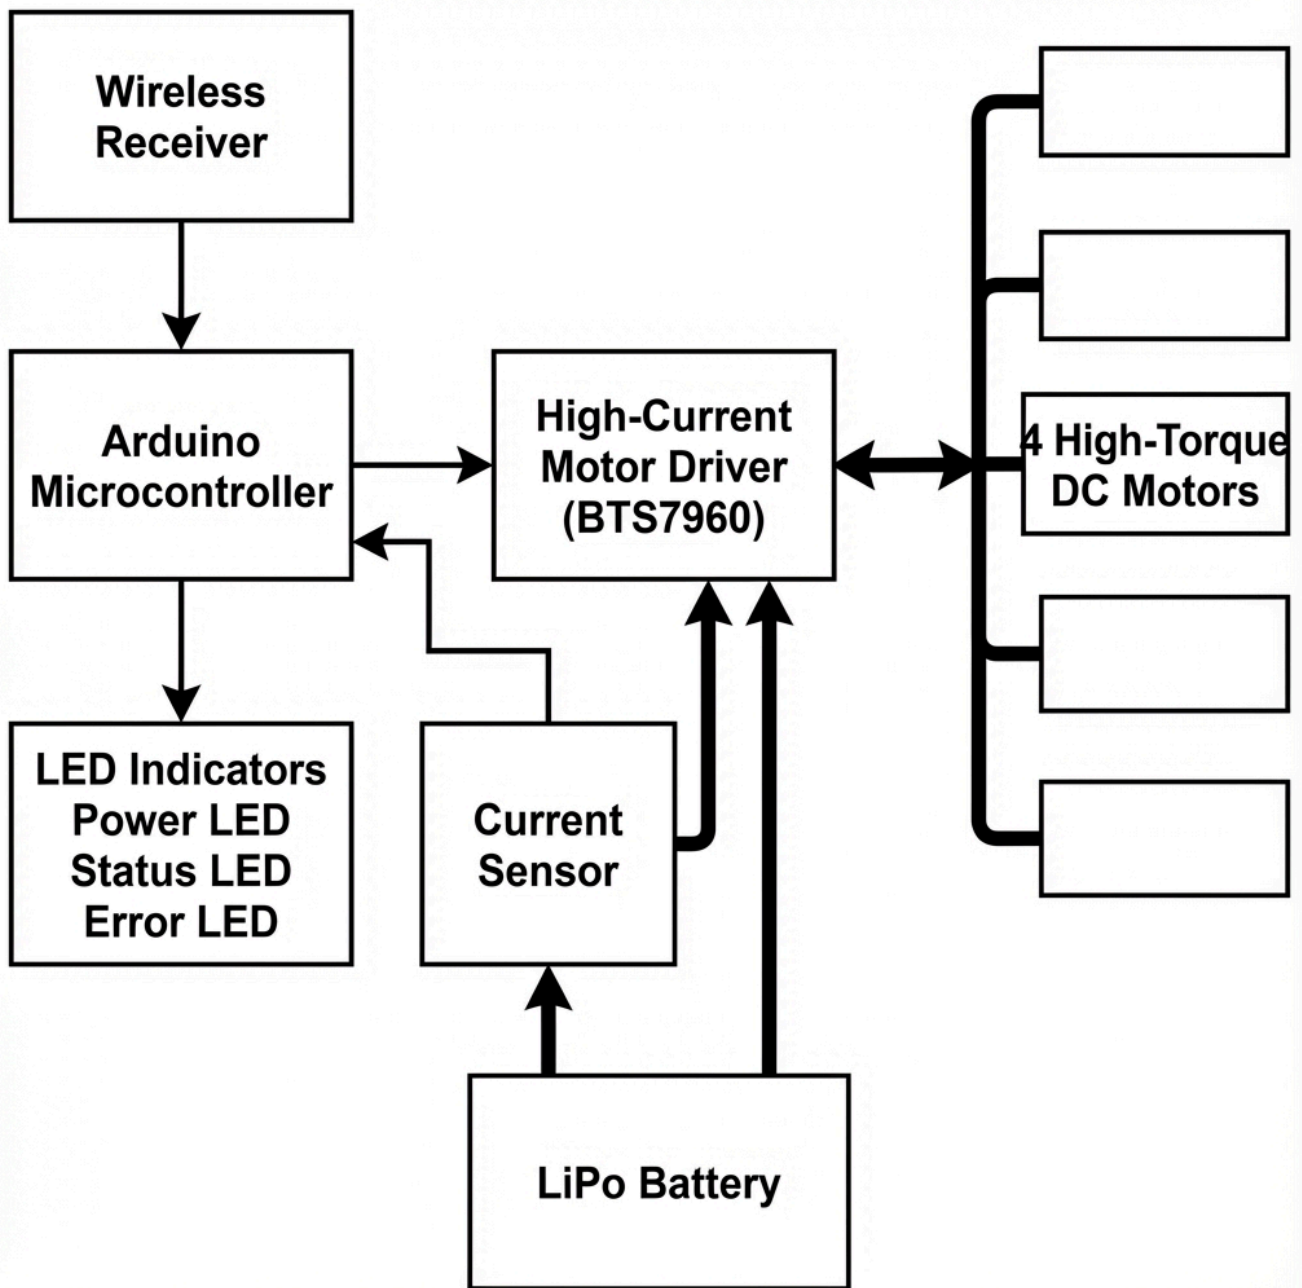 Wireless
Receiver
Arduino
Microcontroller
High-Current
Motor Driver
(BTS7960)
4 High-Torque
DC Motors
LED Indicators
Power LED
Status LED
Error LED
Current
Sensor
LiPo Battery